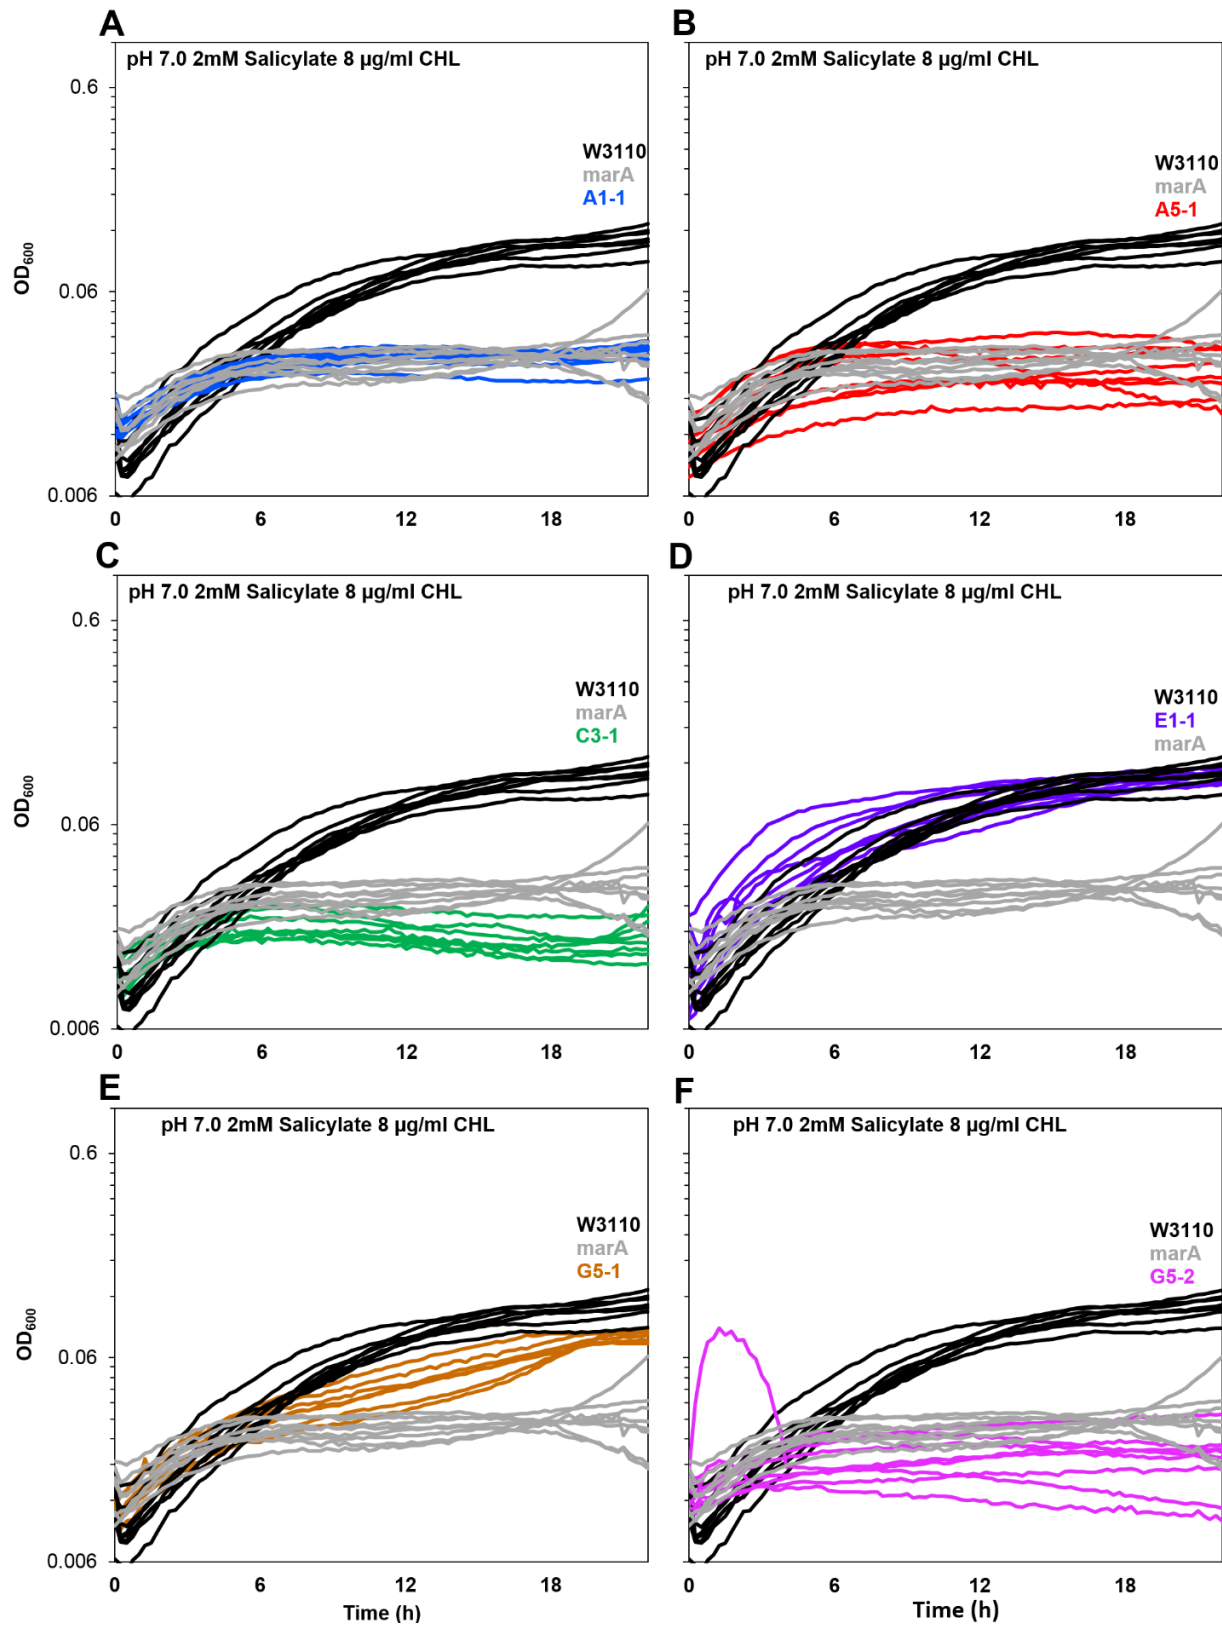 A
pH 7.0 2mM Salicylate 8 µg/ml CHL
0.6
W3110
marA
A1-1
OD600
0.06
0.006
0 6 12 18
B
pH 7.0 2mM Salicylate 8 µg/ml CHL
W3110
marA
A5-1
0 6 12 18
C
pH 7.0 2mM Salicylate 8 µg/ml CHL
0.6
W3110
marA
C3-1
OD600
0.06
0.006
0 6 12 18
D
pH 7.0 2mM Salicylate 8 µg/ml CHL
W3110
E1-1
marA
0 6 12 18
E
pH 7.0 2mM Salicylate 8 µg/ml CHL
0.6
W3110
marA
G5-1
OD600
0.06
0.006
0 6 12 18
Time (h)
F
pH 7.0 2mM Salicylate 8 µg/ml CHL
W3110
marA
G5-2
0 6 12 18
Time (h)